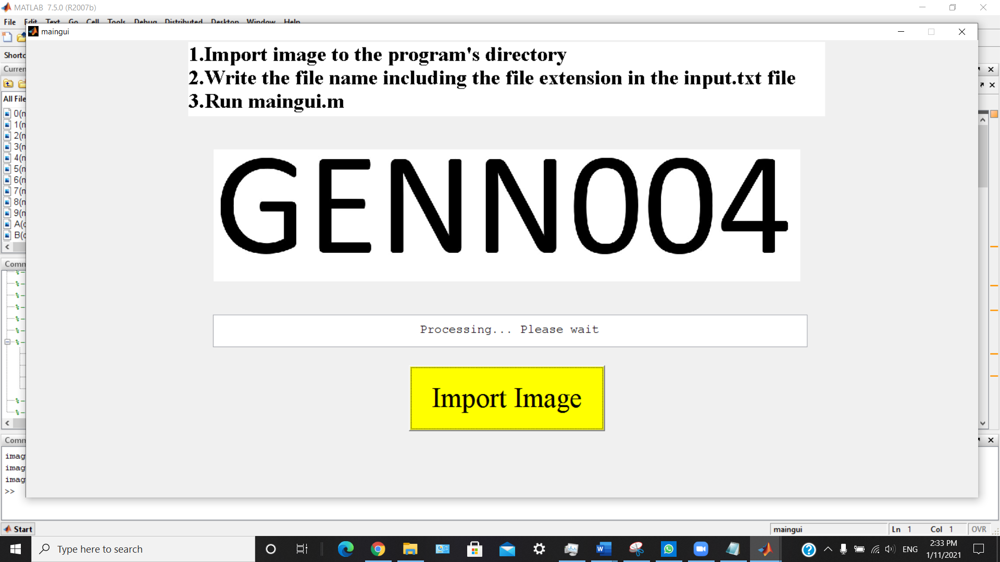 MATLAB 7.5.0 (R2007b)
File Edit Text Go Cell Tools Debug Distributed Desktop Window Help
maingui
1.Import image to the program's directory
2.Write the file name including the file extension in the input.txt file
3.Run maingui.m
Shortc
Curren
All File
0(n
1(n
2(n
3(n
4(n
5(n
6(n
7(n
8(n
9(n
A(c
B(c
GENN004
Comm
Processing... Please wait
Import Image
Comm
imag
imag
imag
>>
Start
maingui
Ln 1 Col 1 OVR
Type here to search
ENG
2:33 PM
1/11/2021